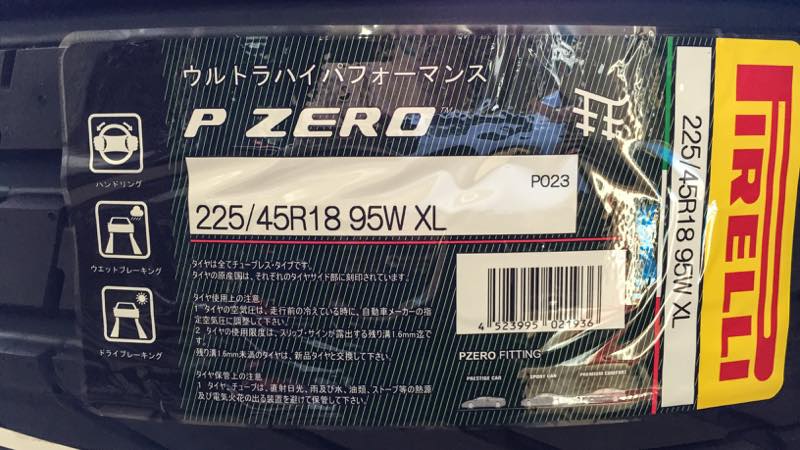 ウルトラハイパフォーマンス
P ZERO™
P023
225/45R18 95W XL
ハンドリング
ウエットブレーキング
ドライブレーキング
タイヤは全てチューブレス・タイプです。
タイヤの原産国は、それぞれのタイヤサイド部に刻印されています。
タイヤ使用上の注意
1 タイヤの空気圧は、走行前の冷えている時に、自動車メーカーの指
定空気圧に調整して下さい。
2 タイヤの使用限度は、スリップ・サインが露出する残り溝1.6mm迄で
す。
残り溝1.6mm未満のタイヤは、新品タイヤと交換して下さい。
タイヤ保管上の注意
1 タイヤ、チューブは、直射日光、雨及び水、油類、ストーブ等の熱源
及び電気火花の出る装置を避けて保管して下さい。
4 523995 021936
PZERO FITTING
PRESTIGE CAR
SPORT CAR
PREMIUM COMFORT
225/45R18 95W XL
PIRELLI